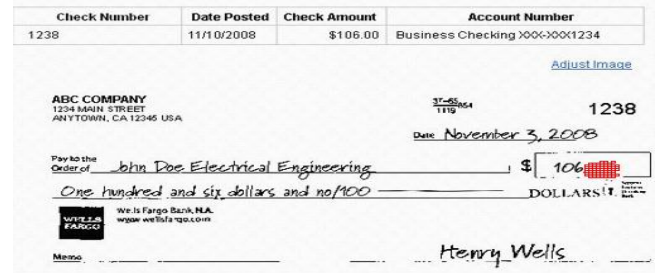 Check Number Date Posted Check Amount Account Number
1238 11/10/2008 $106.00 Business Checking XXX-XXX1234
Adjust Image
ABC COMPANY
1234 MAIN STREET
ANYTOWN, CA 12345 USA
1238
Date November 3, 2008
Pay to the
Order of John Doe Electrical Engineering $ 106
One hundred and six dollars and no/100 DOLLARS
WELLS FARGO
Wells Fargo Bank, N.A.
www.wellsfargo.com
Henry Wells
Memo